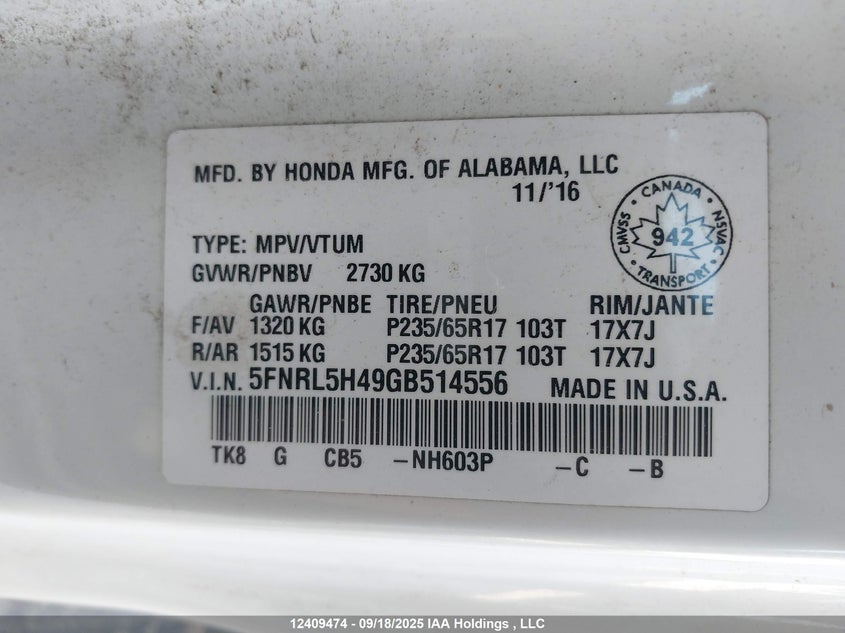 MFD. BY HONDA MFG. OF ALABAMA, LLC
11/'16
CANADA
CMVSS
942
NSVAC
TRANSPORT
TYPE: MPV/VTUM
GVWR/PNBV 2730 KG
GAWR/PNBE TIRE/PNEU RIM/JANTE
F/AV 1320 KG P235/65R17 103T 17X7J
R/AR 1515 KG P235/65R17 103T 17X7J
V.I.N. 5FNRL5H49GB514556 MADE IN U.S.A.
TK8 G CB5 –NH603P –C –B
12409474 - 09/18/2025 IAA Holdings , LLC